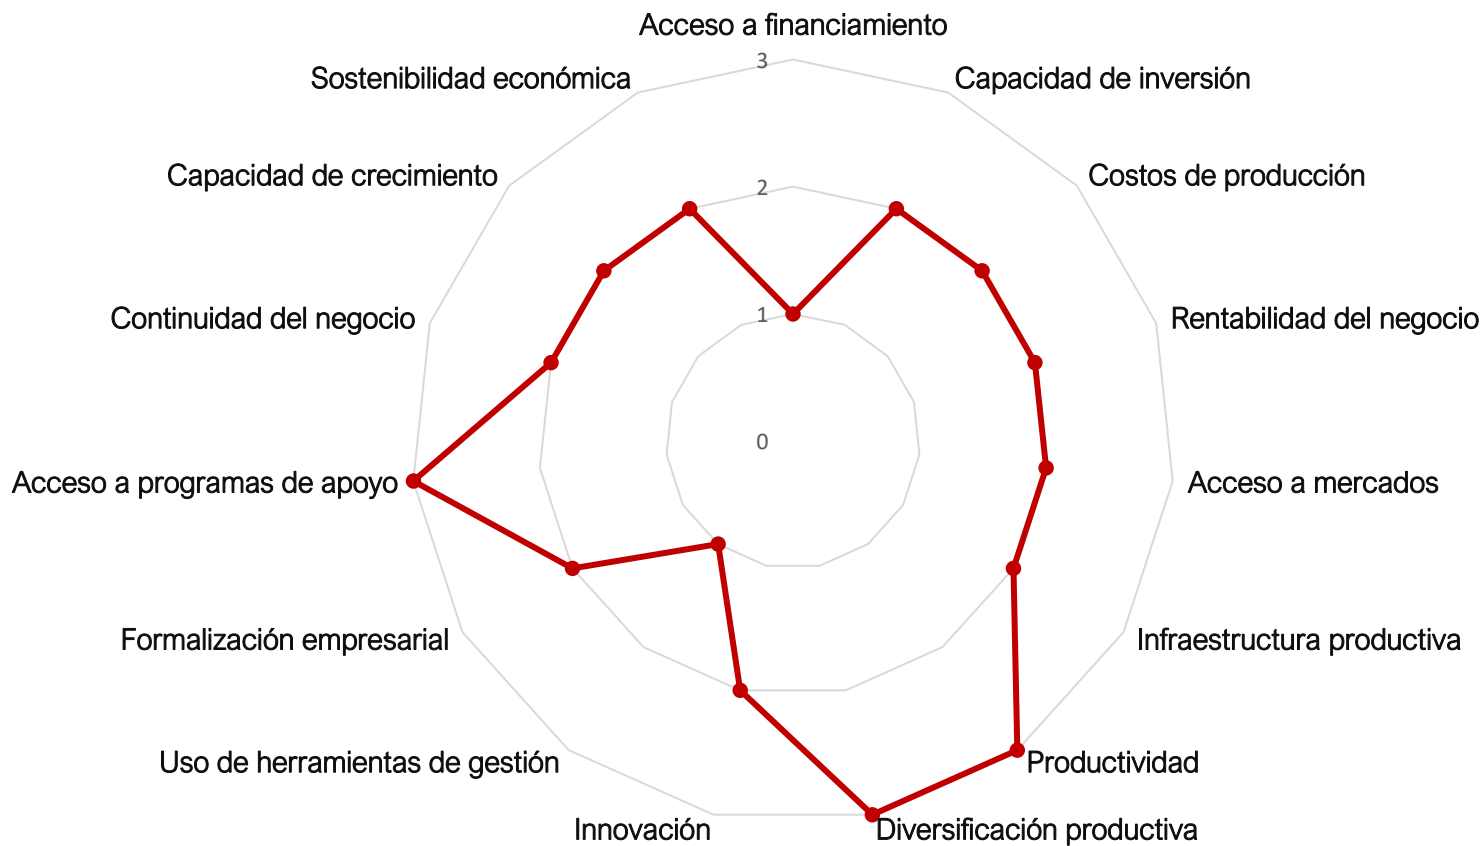 Acceso a financiamiento
3
Sostenibilidad económica
Capacidad de inversión
Capacidad de crecimiento
2
Costos de producción
Continuidad del negocio
1
Rentabilidad del negocio
0
Acceso a programas de apoyo
Acceso a mercados
Formalización empresarial
Infraestructura productiva
Uso de herramientas de gestión
Productividad
Innovación
Diversificación productiva